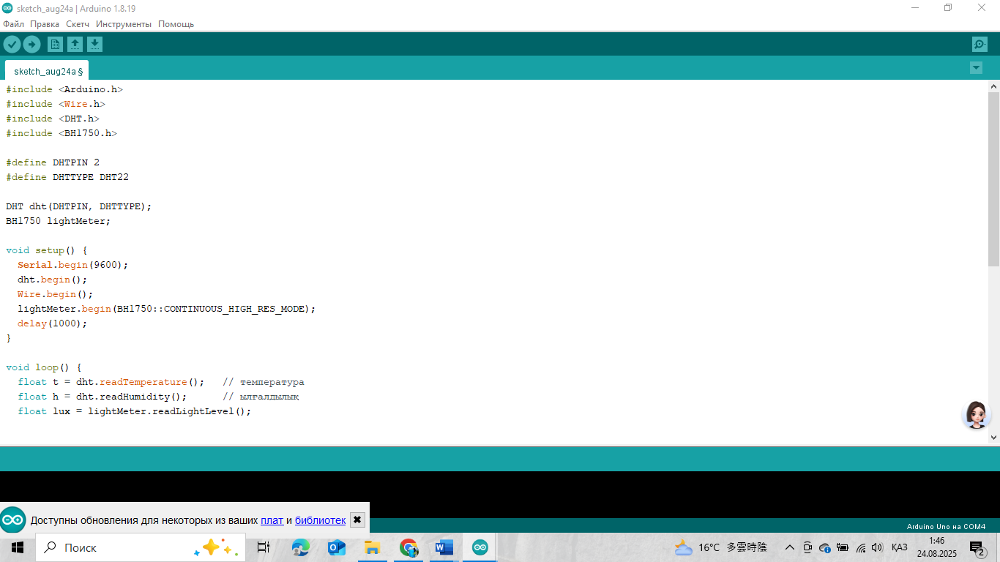 sketch_aug24a | Arduino 1.8.19
Файл Правка Скетч Инструменты Помощь
sketch_aug24a §
#include <Arduino.h>
#include <Wire.h>
#include <DHT.h>
#include <BH1750.h>
#define DHTPIN 2
#define DHTTYPE DHT22
DHT dht(DHTPIN, DHTTYPE);
BH1750 lightMeter;
void setup() {
  Serial.begin(9600);
  dht.begin();
  Wire.begin();
  lightMeter.begin(BH1750::CONTINUOUS_HIGH_RES_MODE);
  delay(1000);
}
void loop() {
  float t = dht.readTemperature();   // температура
  float h = dht.readHumidity();      // ылғалдылық
  float lux = lightMeter.readLightLevel();
Доступны обновления для некоторых из ваших плат и библиотек
Arduino Uno на COM4
Поиск
16°C 多雲時陰
ҚАЗ
1:46
24.08.2025
2